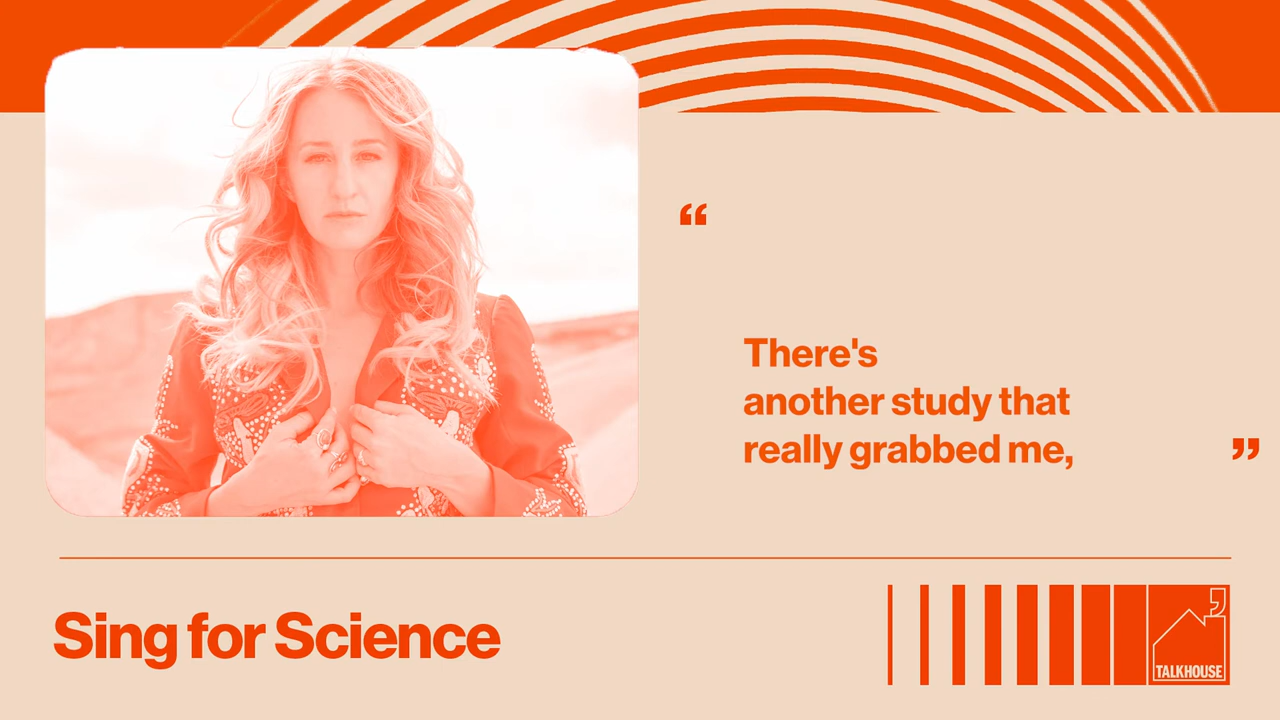 “
There's
another study that
really grabbed me,
”
Sing for Science
TALKHOUSE